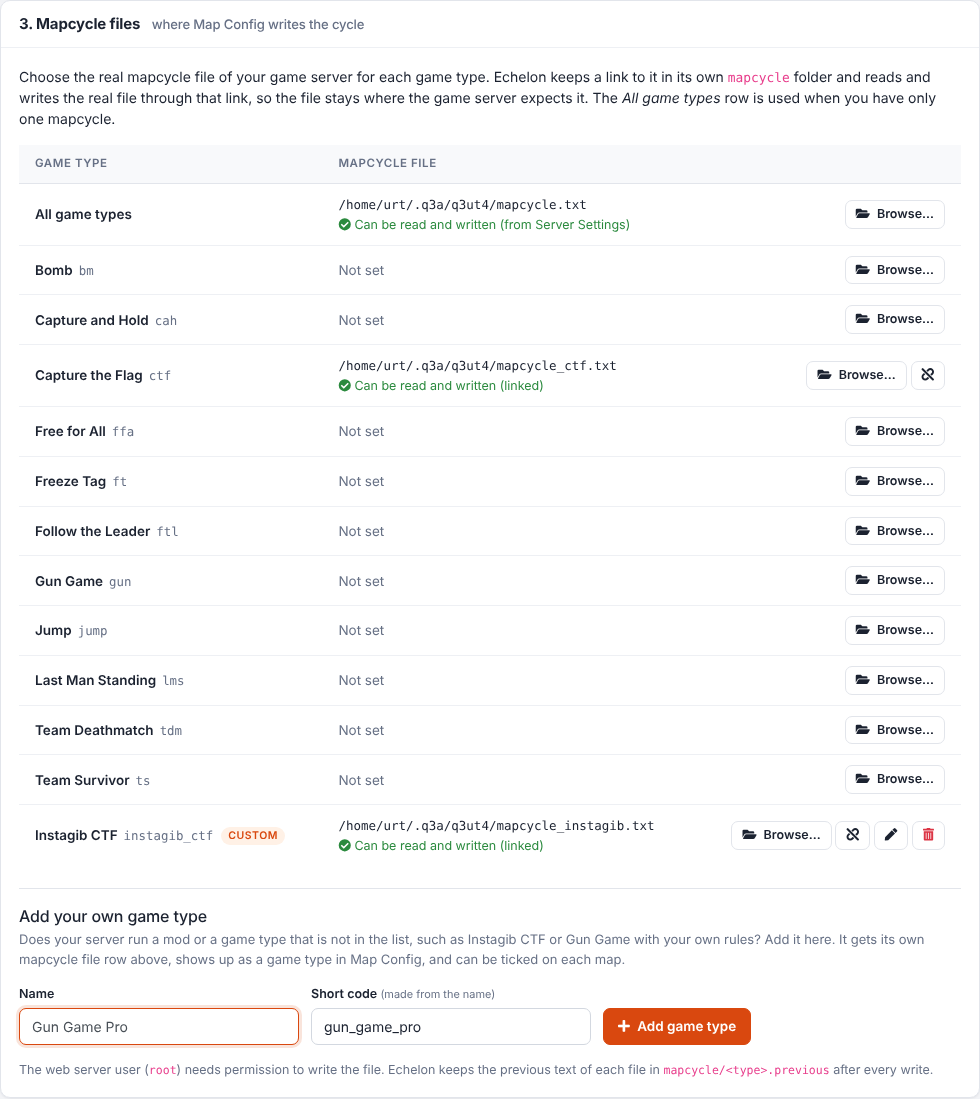 3. Mapcycle files where Map Config writes the cycle
Choose the real mapcycle file of your game server for each game type. Echelon keeps a link to it in its own mapcycle folder and reads and
writes the real file through that link, so the file stays where the game server expects it. The All game types row is used when you have only
one mapcycle.
GAME TYPE MAPCYCLE FILE
All game types
/home/urt/.q3a/q3ut4/mapcycle.txt
Can be read and written (from Server Settings)
Browse...
Bomb bm Not set Browse...
Capture and Hold cah Not set Browse...
Capture the Flag ctf
/home/urt/.q3a/q3ut4/mapcycle_ctf.txt
Can be read and written (linked)
Browse...
Free for All ffa Not set Browse...
Freeze Tag ft Not set Browse...
Follow the Leader ftl Not set Browse...
Gun Game gun Not set Browse...
Jump jump Not set Browse...
Last Man Standing lms Not set Browse...
Team Deathmatch tdm Not set Browse...
Team Survivor ts Not set Browse...
Instagib CTF instagib_ctf CUSTOM
/home/urt/.q3a/q3ut4/mapcycle_instagib.txt
Can be read and written (linked)
Browse...
Add your own game type
Does your server run a mod or a game type that is not in the list, such as Instagib CTF or Gun Game with your own rules? Add it here. It gets its own
mapcycle file row above, shows up as a game type in Map Config, and can be ticked on each map.
Name Short code (made from the name)
Gun Game Pro gun_game_pro + Add game type
The web server user (root) needs permission to write the file. Echelon keeps the previous text of each file in mapcycle/<type>.previous after every write.